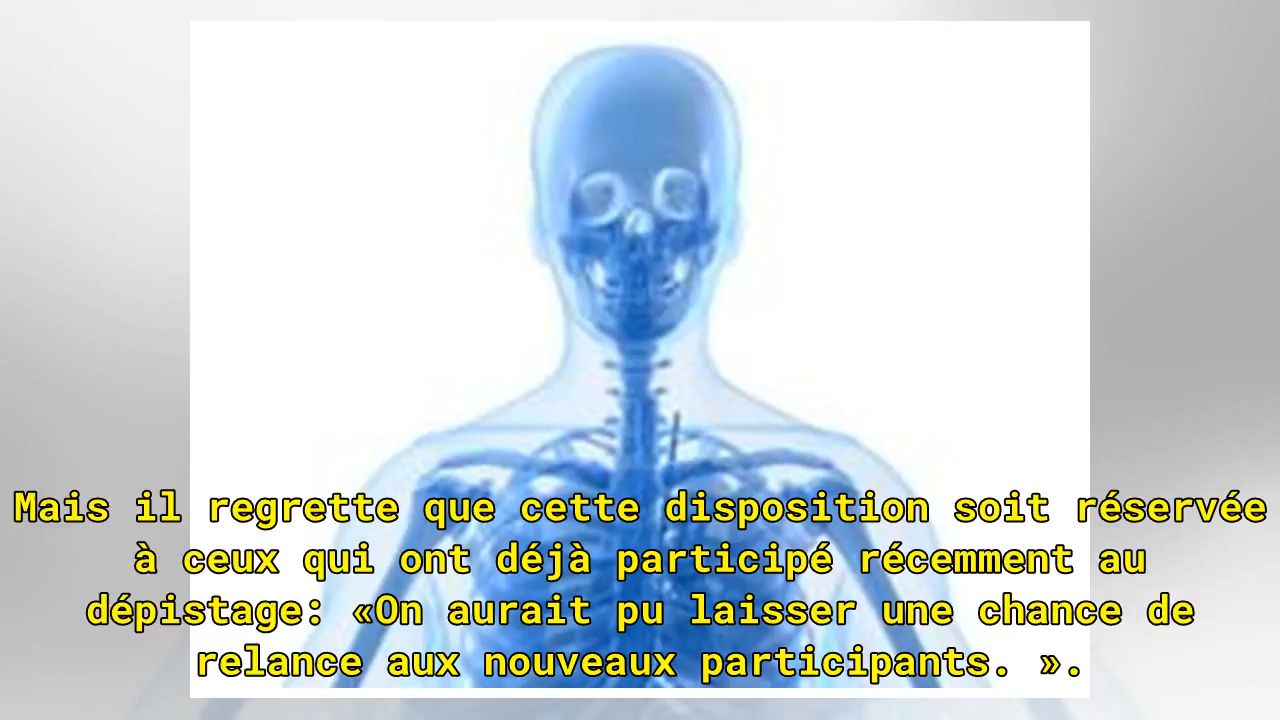 Mais il regrette que cette disposition soit réservée
à ceux qui ont déjà participé récemment au
dépistage: «On aurait pu laisser une chance de
relance aux nouveaux participants. ».